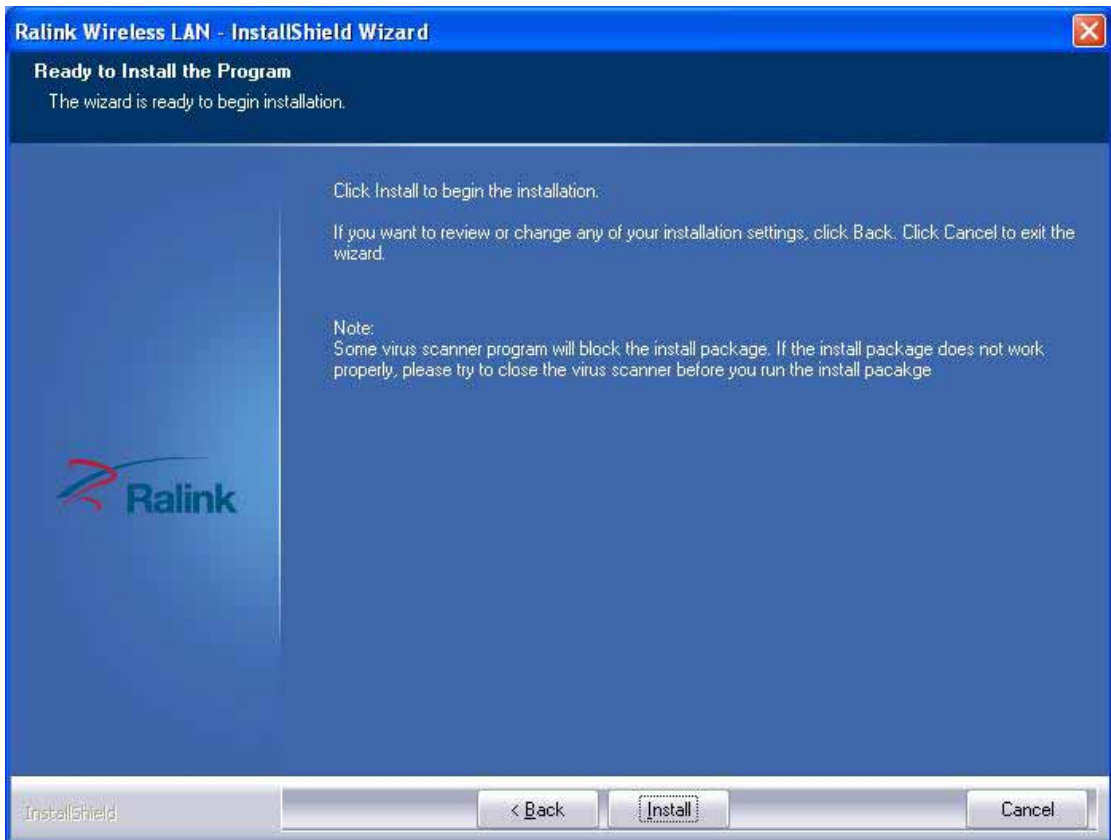 Ralink Wireless LAN - InstallShield Wizard
Ready to Install the Program
The wizard is ready to begin installation.
Click Install to begin the installation.
If you want to review or change any of your installation settings, click Back. Click Cancel to exit the
wizard.
Note:
Some virus scanner program will block the install package. If the install package does not work
properly, please try to close the virus scanner before you run the install pacakge
Ralink
InstallShield
< Back
Install
Cancel